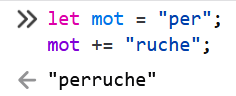 ≫ let mot = "per";
mot += "ruche";
← "perruche"